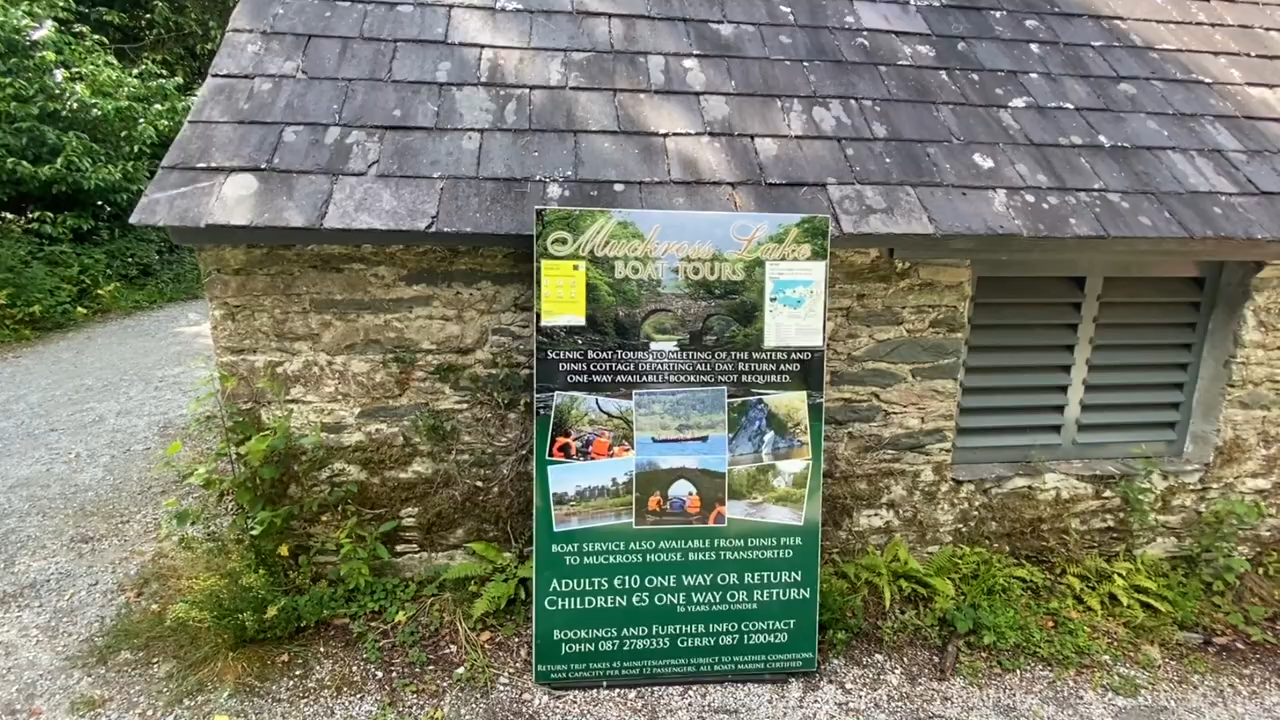 Muckross Lake
BOAT TOURS
SCENIC BOAT TOURS TO MEETING OF THE WATERS AND
DINIS COTTAGE DEPARTING ALL DAY. RETURN AND
ONE-WAY AVAILABLE. BOOKING NOT REQUIRED.
BOAT SERVICE ALSO AVAILABLE FROM DINIS PIER
TO MUCKROSS HOUSE. BIKES TRANSPORTED
ADULTS €10 ONE WAY OR RETURN
CHILDREN €5 ONE WAY OR RETURN
16 YEARS AND UNDER
BOOKINGS AND FURTHER INFO CONTACT
JOHN 087 2789335 GERRY 087 1200420
RETURN TRIP TAKES 45 MINUTES(APPROX) SUBJECT TO WEATHER CONDITIONS.
MAX CAPACITY PER BOAT 12 PASSENGERS. ALL BOATS MARINE CERTIFIED